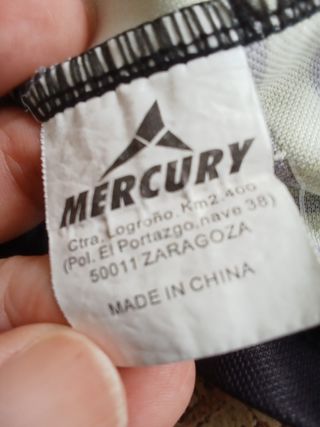 MERCURY
Ctra. Logroño, Km2,400
(Pol. El Portazgo, nave 38)
50011 ZARAGOZA
MADE IN CHINA